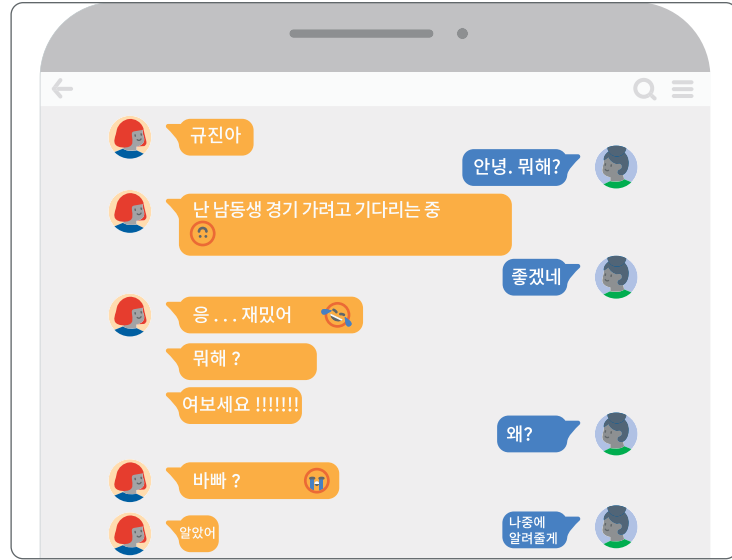 규진아
안녕. 뭐해?
난 남동생 경기 가려고 기다리는 중
좋겠네
응 . . . 재밌어
뭐해 ?
여보세요 !!!!!!!
왜?
바빠 ?
나중에
알려줄게
알았어